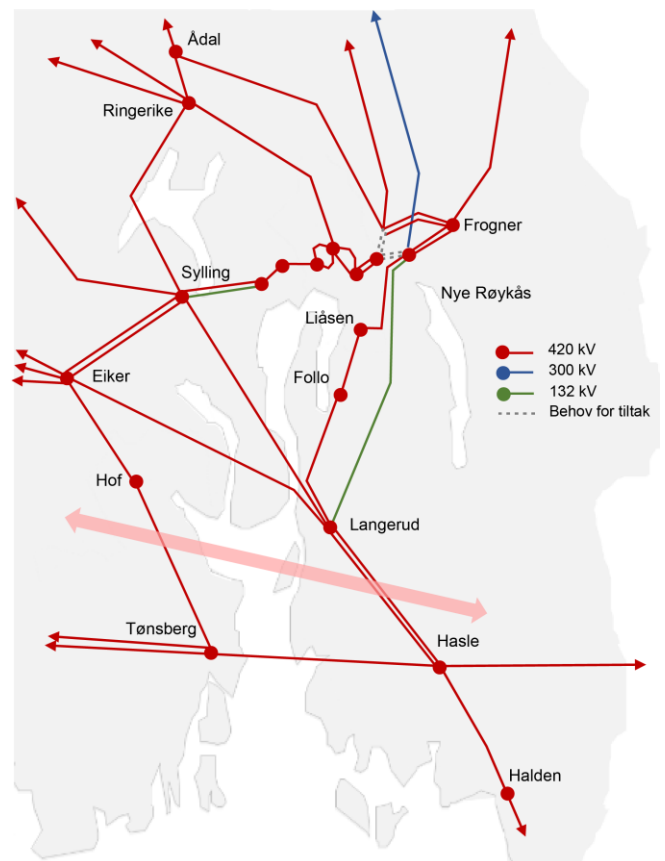 Ådal
Ringerike
Frogner
Sylling
Nye Røykås
Liåsen
420 kV
300 kV
Eiker
Follo
132 kV
Behov for tiltak
Hof
Langerud
Tønsberg
Hasle
Halden